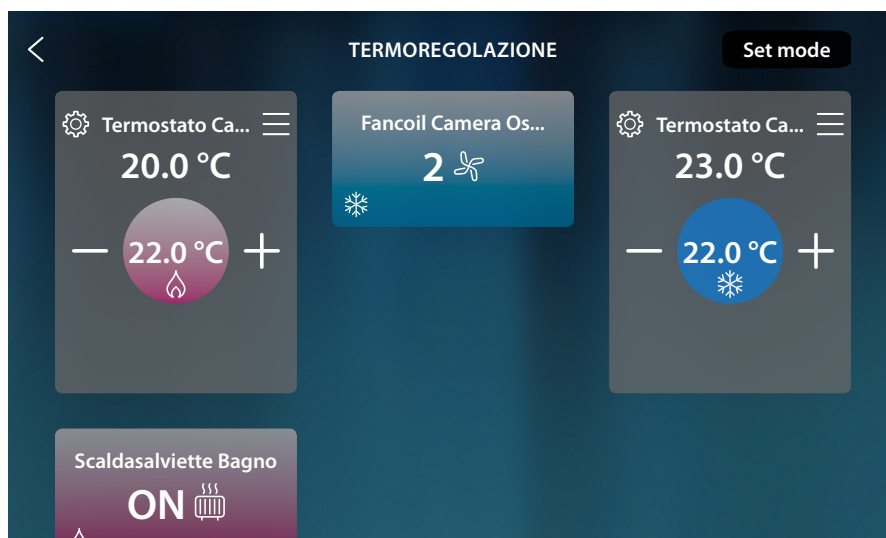 TERMOREGOLAZIONE
Set mode
Termostato Ca...
20.0 °C
22.0 °C
Fancoil Camera Os...
2
Termostato Ca...
23.0 °C
22.0 °C
Scaldasalviette Bagno
ON